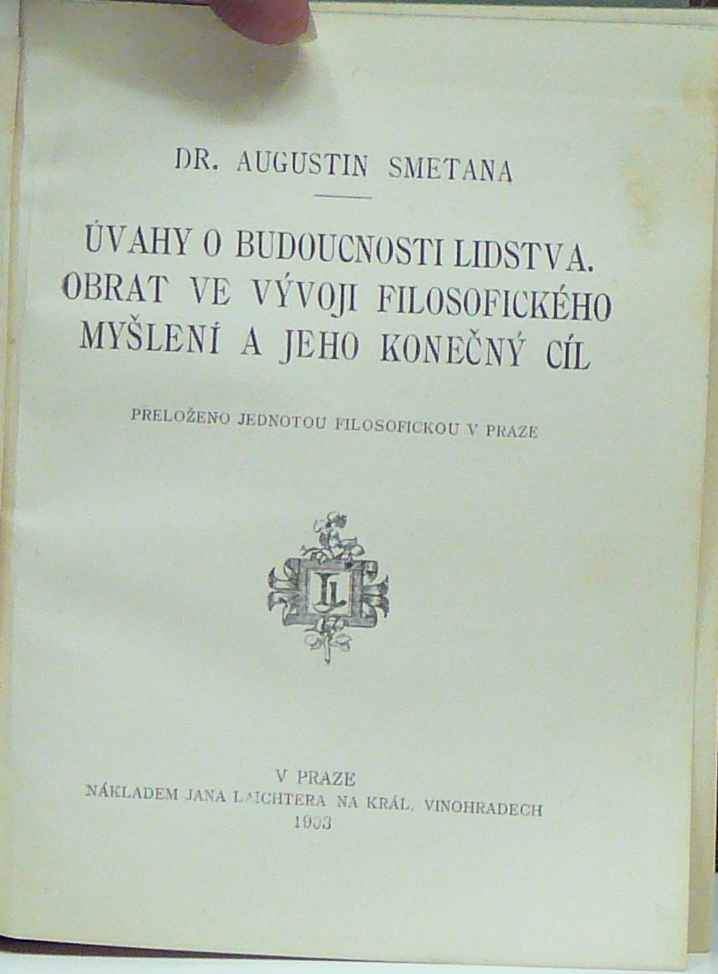 DR. AUGUSTIN SMETANA
ÚVAHY O BUDOUCNOSTI LIDSTVA.
OBRAT VE VÝVOJI FILOSOFICKÉHO
MYŠLENÍ A JEHO KONEČNÝ CÍL
PŘELOŽENO JEDNOTOU FILOSOFICKOU V PRAZE
JL
V PRAZE
NÁKLADEM JANA LAICHTERA NA KRÁL. VINOHRADECH
1903